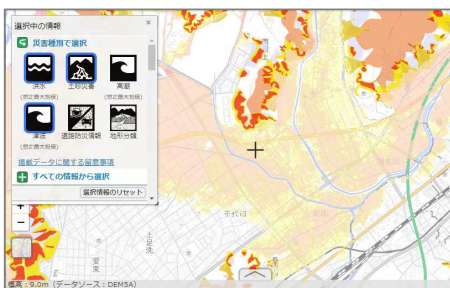 選択中の情報
×
災害種別で選択
洪水
(想定最大規模)
土砂災害
高潮
(想定最大規模)
津波
(想定最大規模)
道路防災情報
地形分類
掲載データに関する留意事項
すべての情報から選択
選択情報のリセット
+
−
千代川
土足洗
安東
標高：9.0m（データソース：DEM5A）